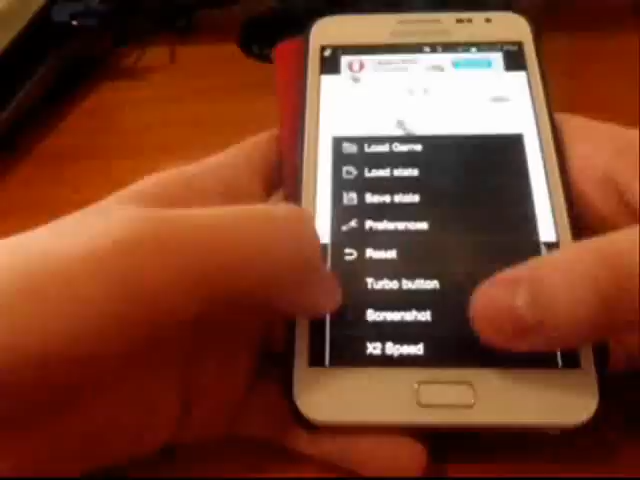 Load Game
Load state
Save state
Preferences
Reset
Turbo button
Screenshot
X2 Speed